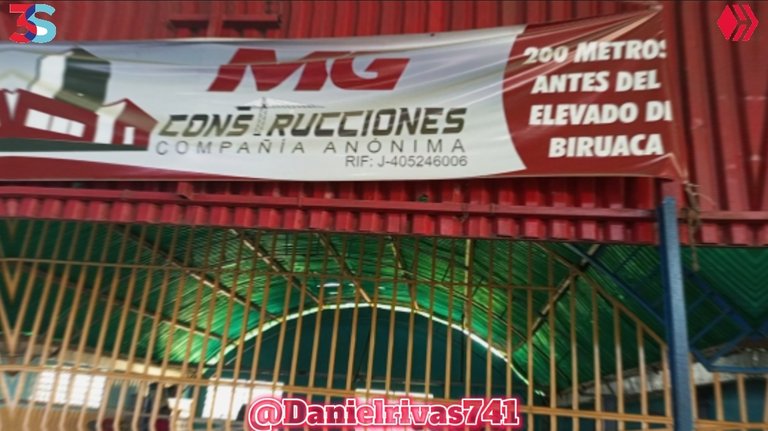 3S
MG
CONSTRUCCIONES
COMPAÑÍA ANÓNIMA
RIF: J-405246006
200 METROS
ANTES DEL
ELEVADO DE
BIRUACA
@Danielrivas741